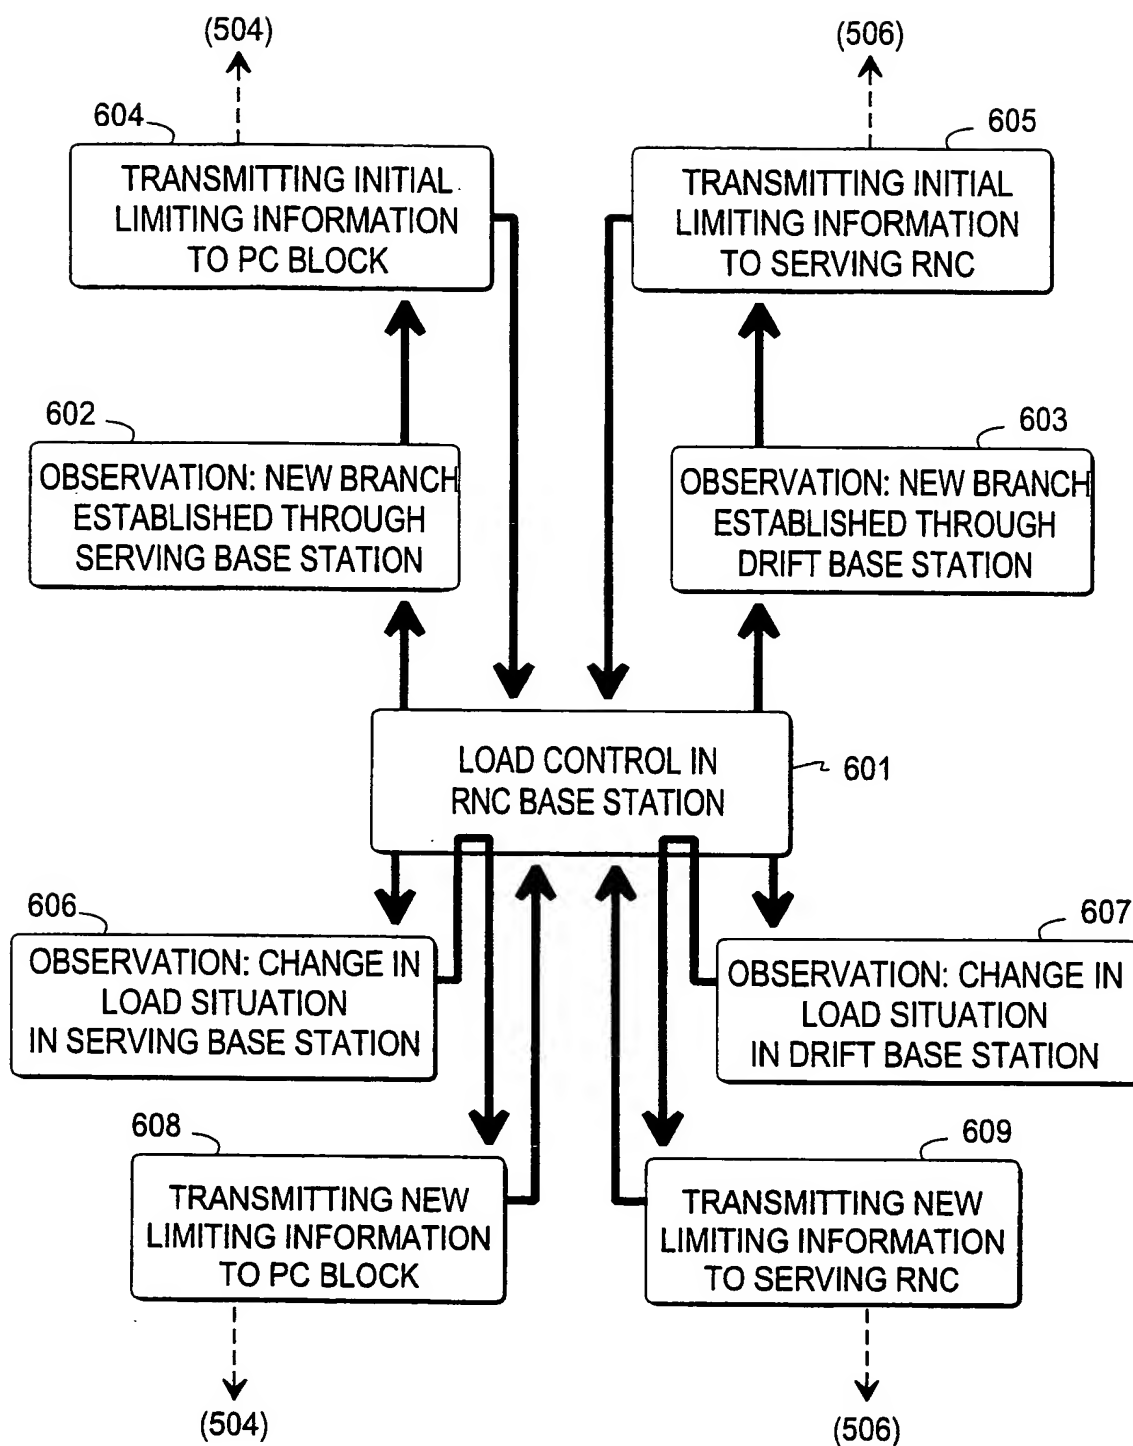 (504)
(506)
604
605
TRANSMITTING INITIAL
LIMITING INFORMATION
TO PC BLOCK
TRANSMITTING INITIAL
LIMITING INFORMATION
TO SERVING RNC
602
603
OBSERVATION: NEW BRANCH
ESTABLISHED THROUGH
SERVING BASE STATION
OBSERVATION: NEW BRANCH
ESTABLISHED THROUGH
DRIFT BASE STATION
LOAD CONTROL IN
RNC BASE STATION
601
606
607
OBSERVATION: CHANGE IN
LOAD SITUATION
IN SERVING BASE STATION
OBSERVATION: CHANGE IN
LOAD SITUATION
IN DRIFT BASE STATION
608
609
TRANSMITTING NEW
LIMITING INFORMATION
TO PC BLOCK
TRANSMITTING NEW
LIMITING INFORMATION
TO SERVING RNC
(504)
(506)